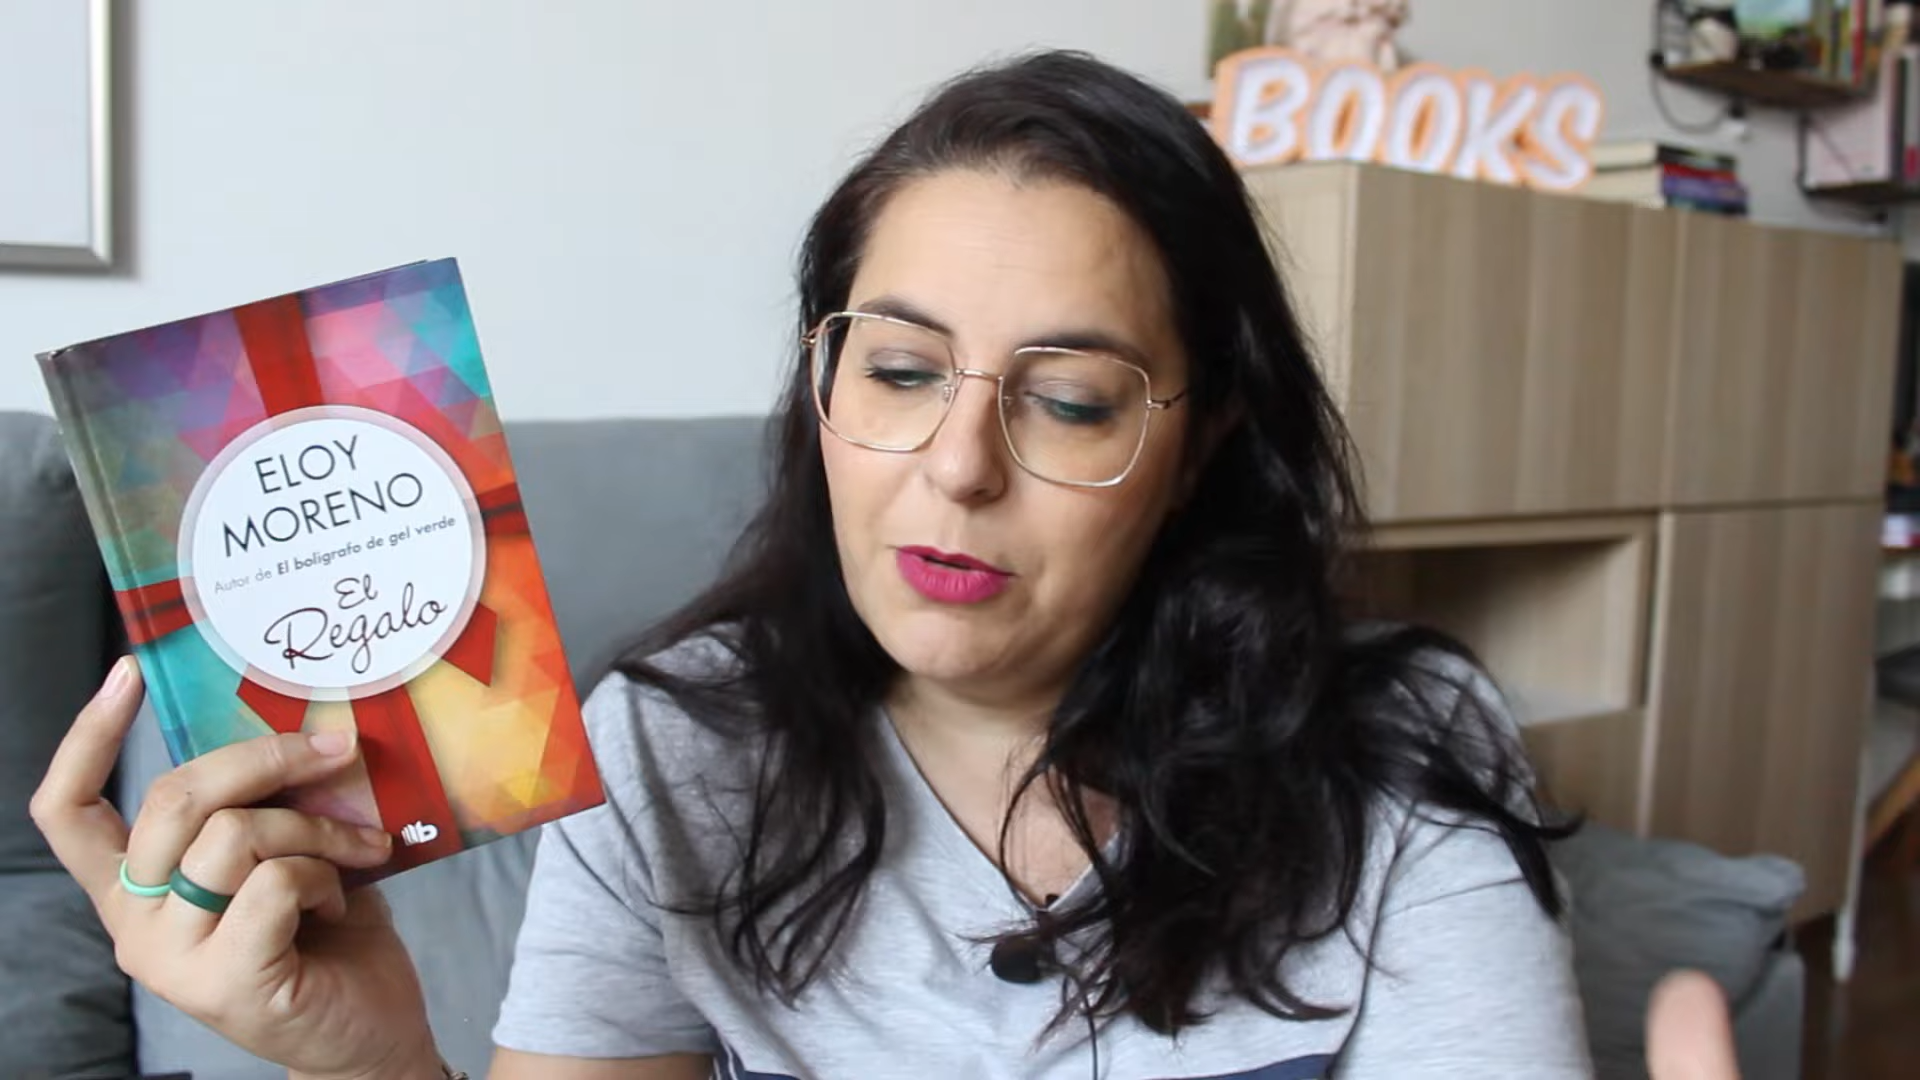 BOOKS
ELOY
MORENO
Autor de El bolígrafo de gel verde
El
Regalo
b